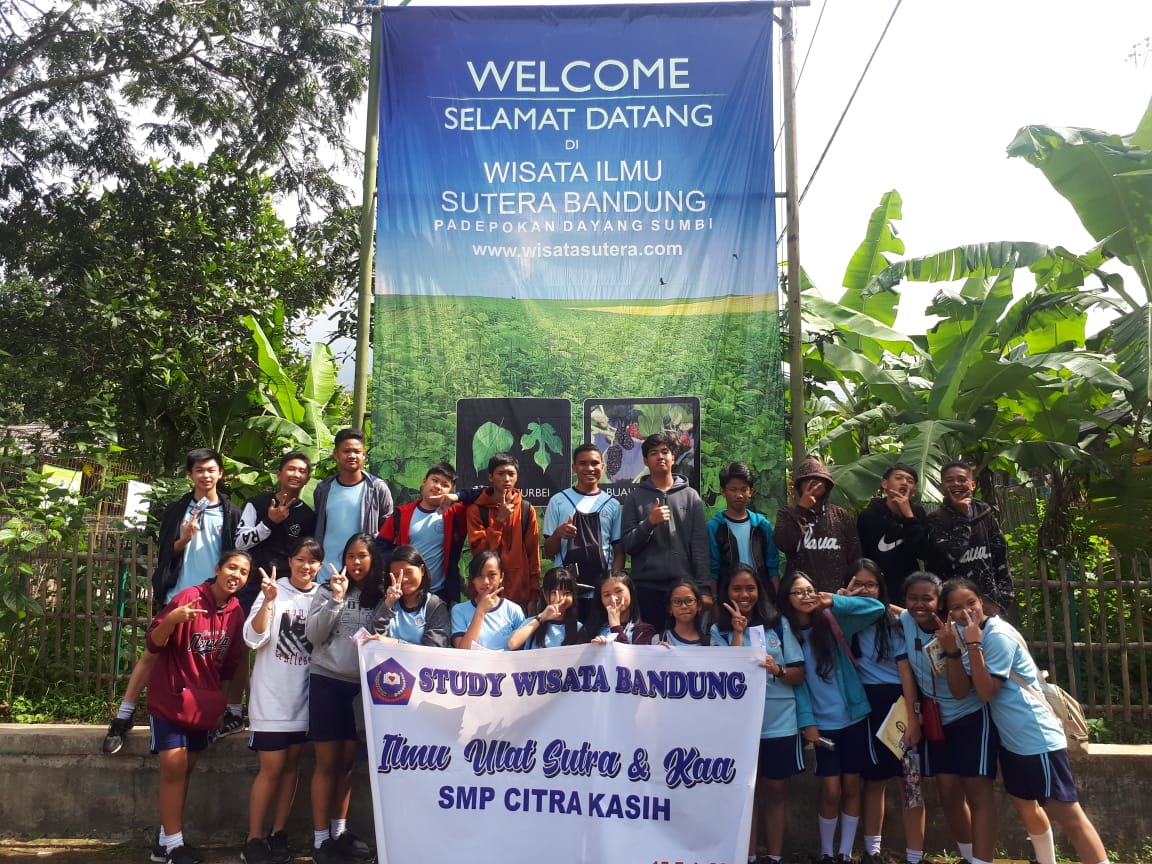 WELCOME
SELAMAT DATANG
DI
WISATA ILMU
SUTERA BANDUNG
PADEPOKAN DAYANG SUMBI
www.wisatasutera.com
STUDY WISATA BANDUNG
Ilmu Ulat Sutra & Kaa
SMP CITRA KASIH